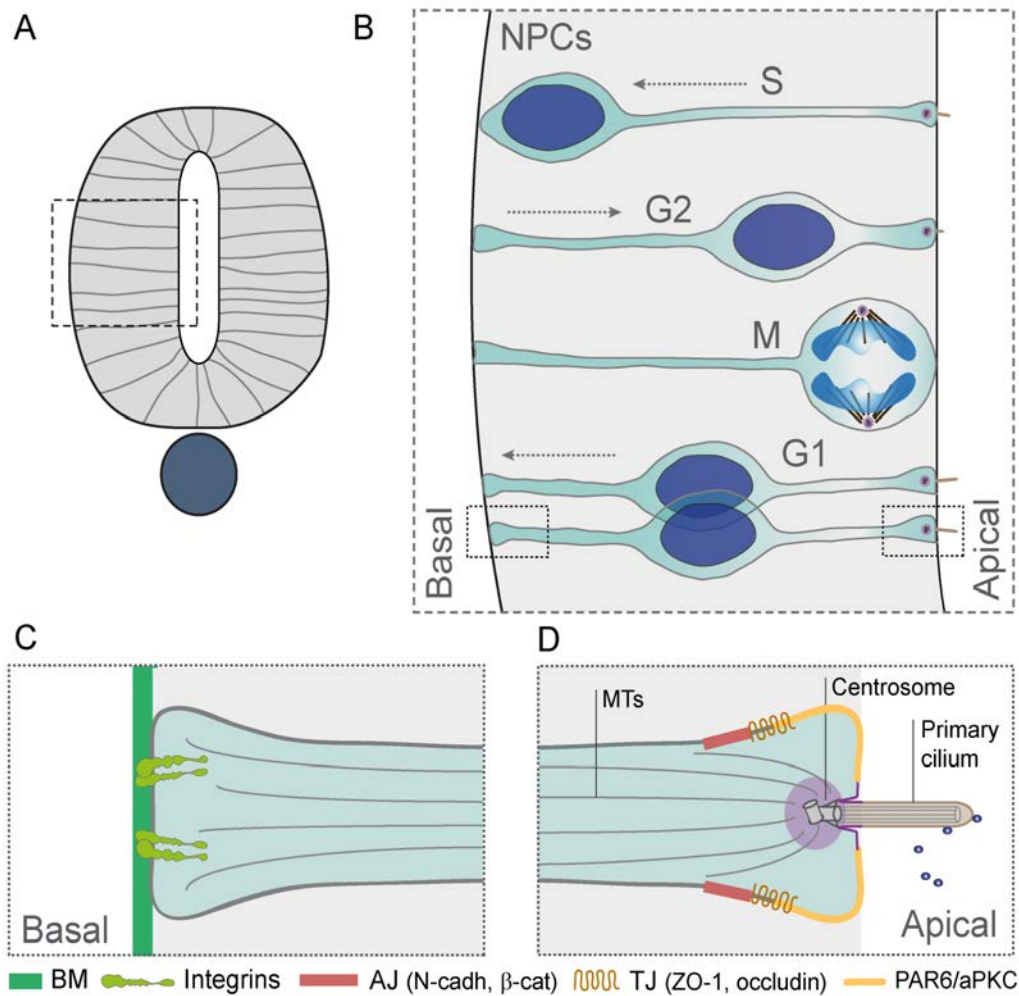 A
B
NPCs
S
G2
M
G1
Basal
Apical
C
D
MTs
Centrosome
Primary
cilium
Basal
Apical
BM Integrins AJ (N-cadh, β-cat) TJ (ZO-1, occludin) PAR6/aPKC